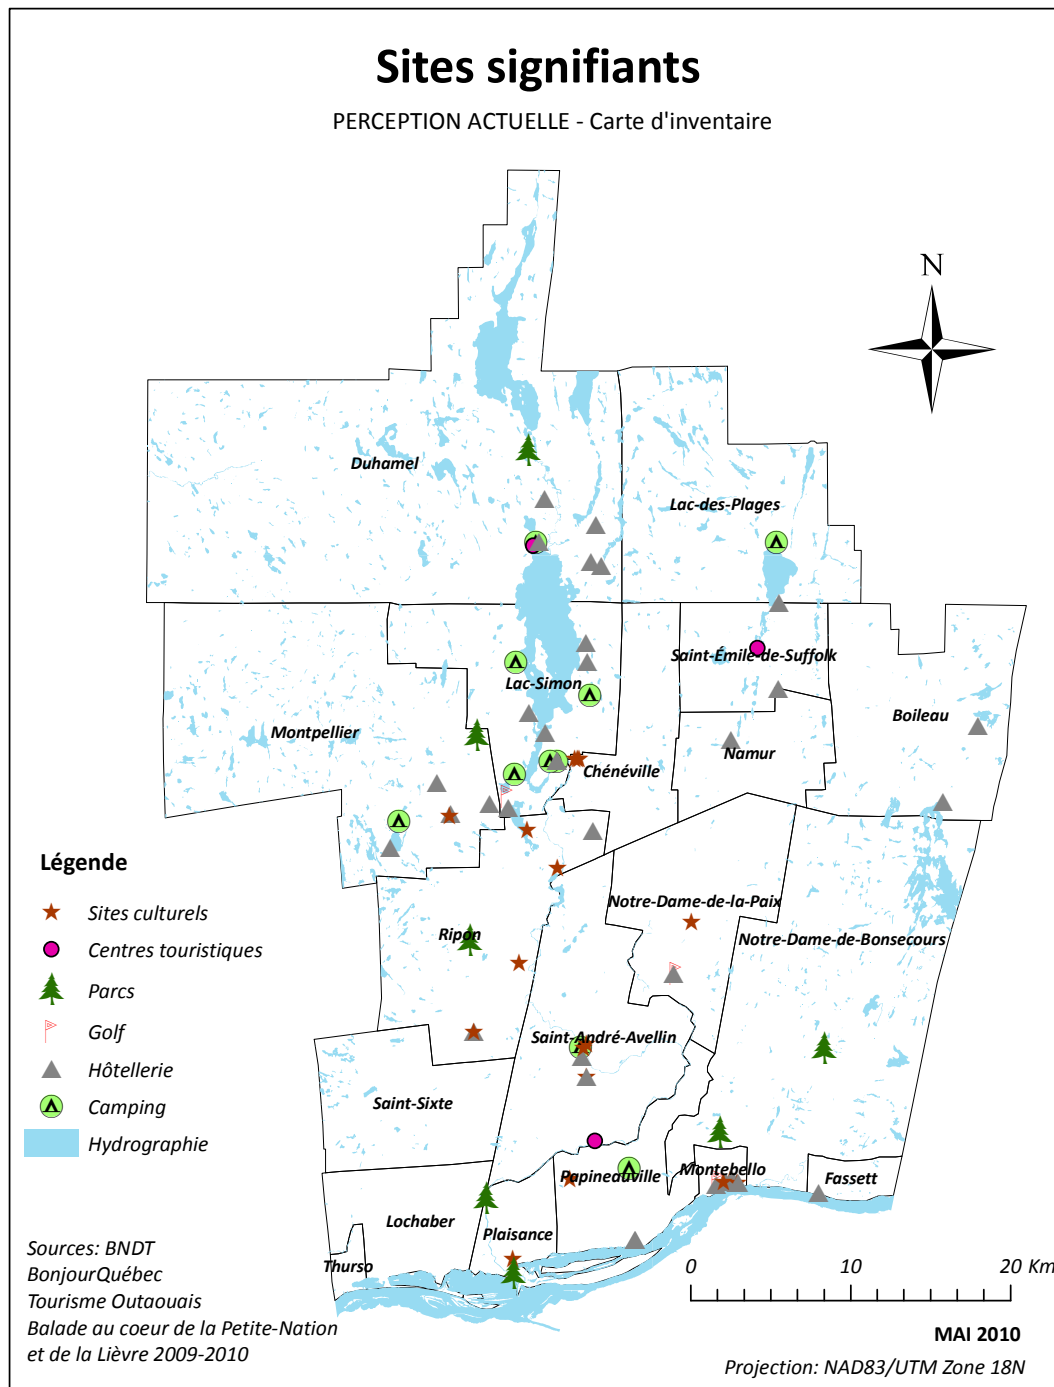 Sites signifiants
PERCEPTION ACTUELLE - Carte d'inventaire
N
Duhamel
Lac-des-Plages
Saint-Émile-de-Suffolk
Lac-Simon
Boileau
Montpellier
Namur
Chénéville
Légende
Sites culturels
Centres touristiques
Parcs
Golf
Hôtellerie
Camping
Hydrographie
Notre-Dame-de-la-Paix
Ripon
Notre-Dame-de-Bonsecours
Saint-André-Avellin
Saint-Sixte
Montebello
Papineauville
Fassett
Lochaber
Plaisance
Thurso
Sources: BNDT
BonjourQuébec
Tourisme Outaouais
Balade au coeur de la Petite-Nation
et de la Lièvre 2009-2010
0 10 20 Km
MAI 2010
Projection: NAD83/UTM Zone 18N